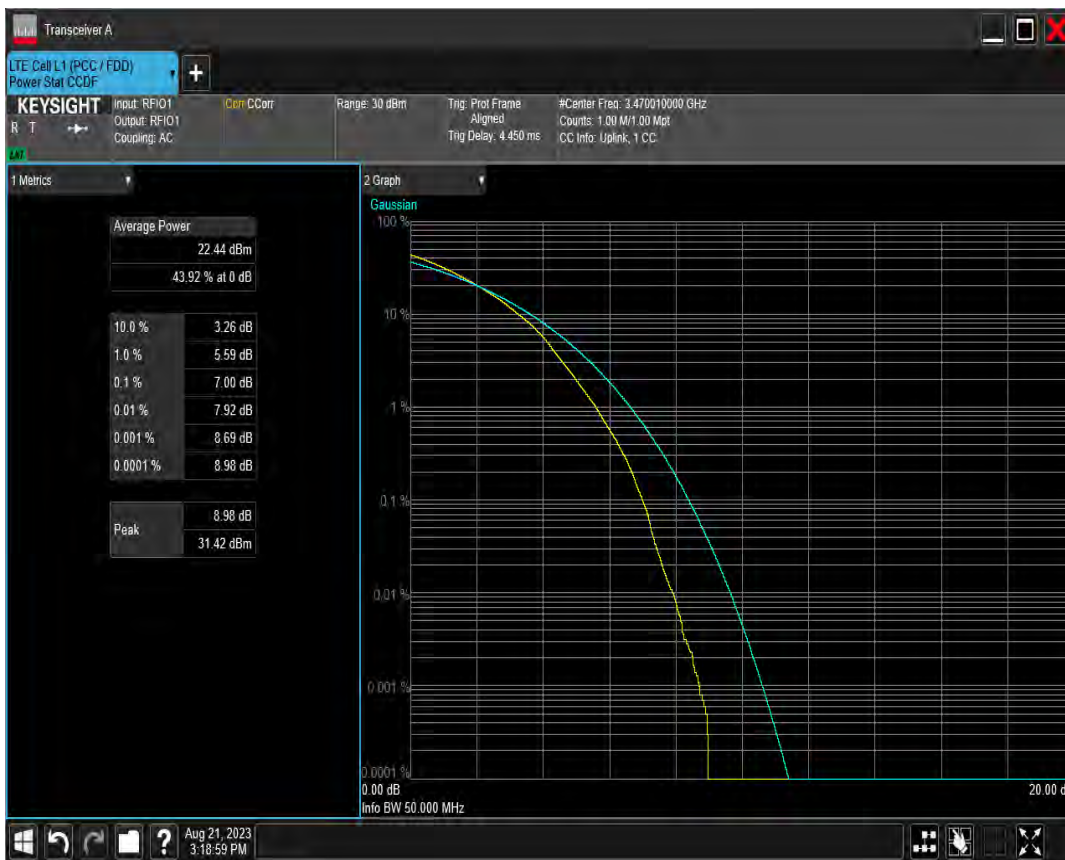 Transceiver A
LTE Cell L1 (PCC / FDD)
Power Stat CCDF
+
KEYSIGHT
R T
LNI
Input: RFIO1
Output: RFIO1
Coupling: AC
Corr CCorr
Range: 30 dBm
Trig: Prot Frame
Aligned
Trig Delay: 4.450 ms
#Center Freq: 3.470010000 GHz
Counts: 1.00 M/1.00 Mpt
CC Info: Uplink, 1 CC
1 Metrics
Average Power
22.44 dBm
43.92 % at 0 dB
10.0 % 3.26 dB
1.0 % 5.59 dB
0.1 % 7.00 dB
0.01 % 7.92 dB
0.001 % 8.69 dB
0.0001 % 8.98 dB
Peak
8.98 dB
31.42 dBm
2 Graph
Gaussian
100 %
10 %
1 %
0.1 %
0.01 %
0.001 %
0.0001 %
0.00 dB
20.00 d
Info BW 50.000 MHz
?
Aug 21, 2023
3:18:59 PM